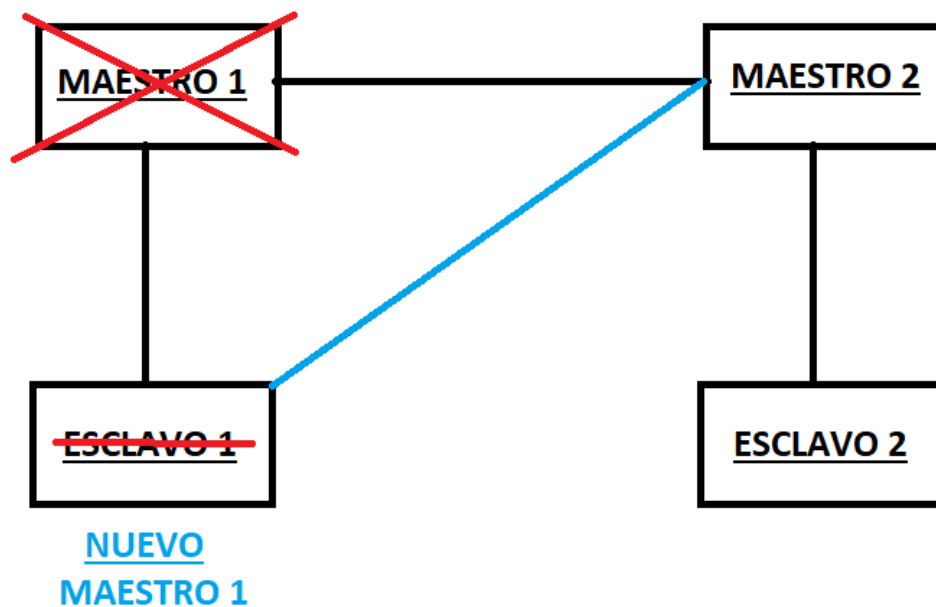 MAESTRO 1
MAESTRO 2
ESCLAVO 1
ESCLAVO 2
NUEVO
MAESTRO 1